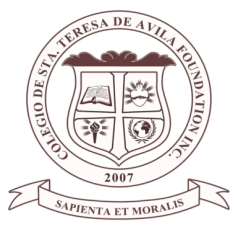 COLEGIO DE STA. TERESA DE AVILA FOUNDATION INC.
2007
SAPIENTA ET MORALIS